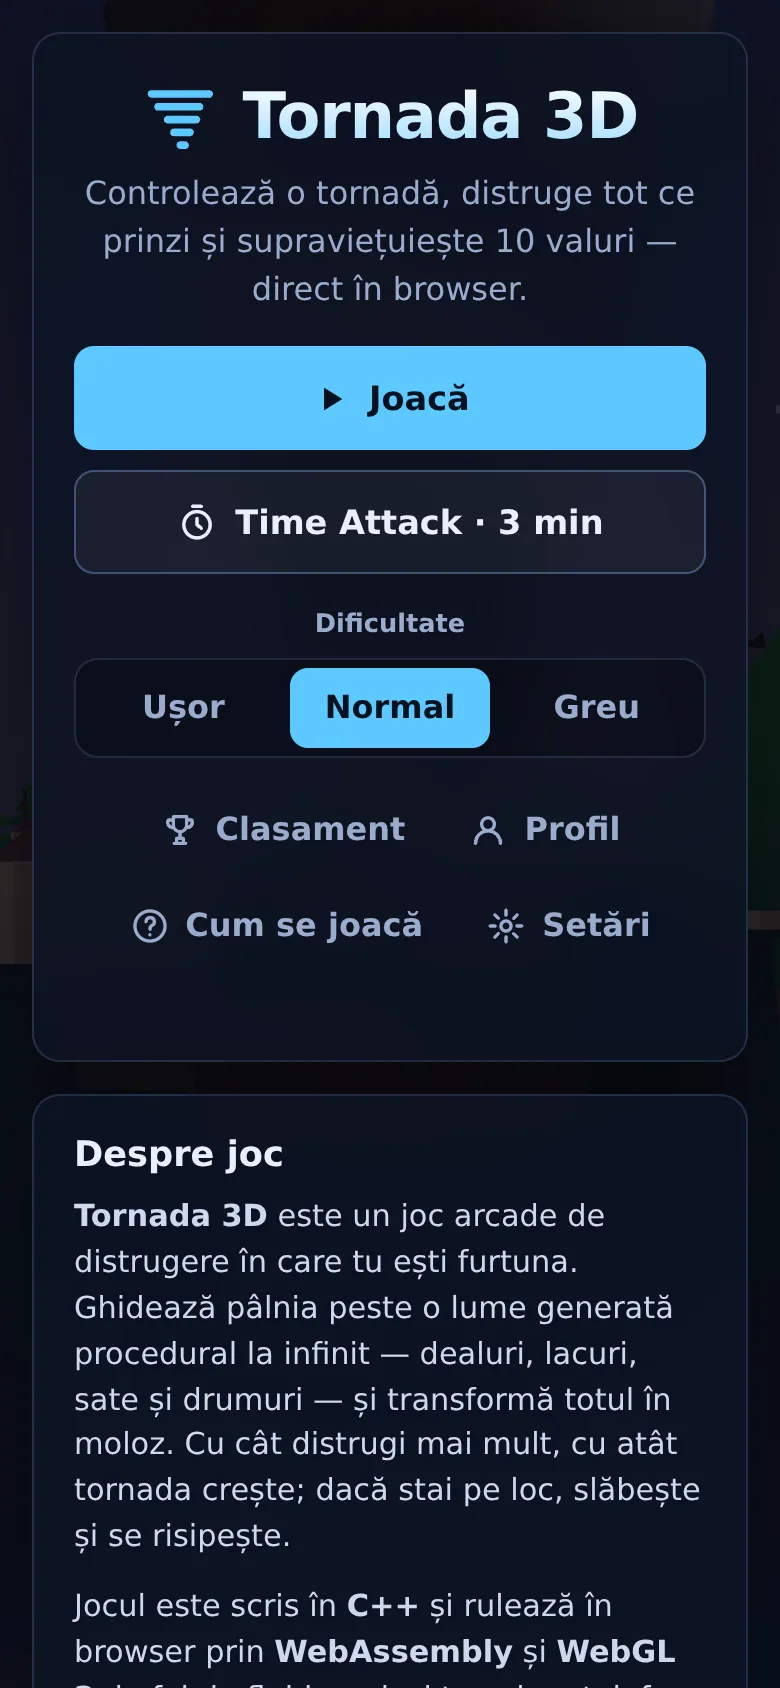 Tornada 3D
Controlează o tornadă, distruge tot ce
prinzi și supraviețuiește 10 valuri —
direct în browser.
Joacă
Time Attack · 3 min
Dificultate
Ușor Normal Greu
Clasament Profil
Cum se joacă Setări
Despre joc
Tornada 3D este un joc arcade de
distrugere în care tu ești furtuna.
Ghidează pâlnia peste o lume generată
procedural la infinit — dealuri, lacuri,
sate și drumuri — și transformă totul în
moloz. Cu cât distrugi mai mult, cu atât
tornada crește; dacă stai pe loc, slăbește
și se risipește.
Jocul este scris în C++ și rulează în
browser prin WebAssembly și WebGL